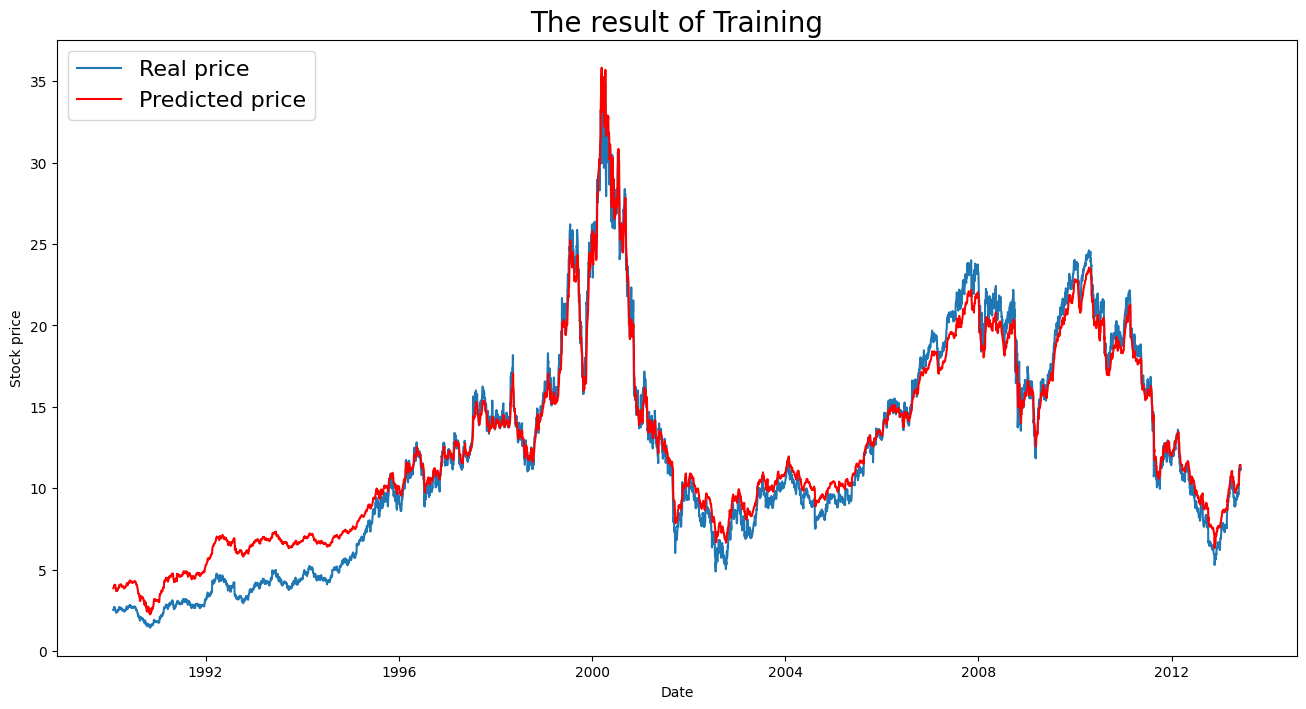 The result of Training
Real price
Predicted price
35
30
25
20
15
10
5
0
Stock price
1992 1996 2000 2004 2008 2012
Date